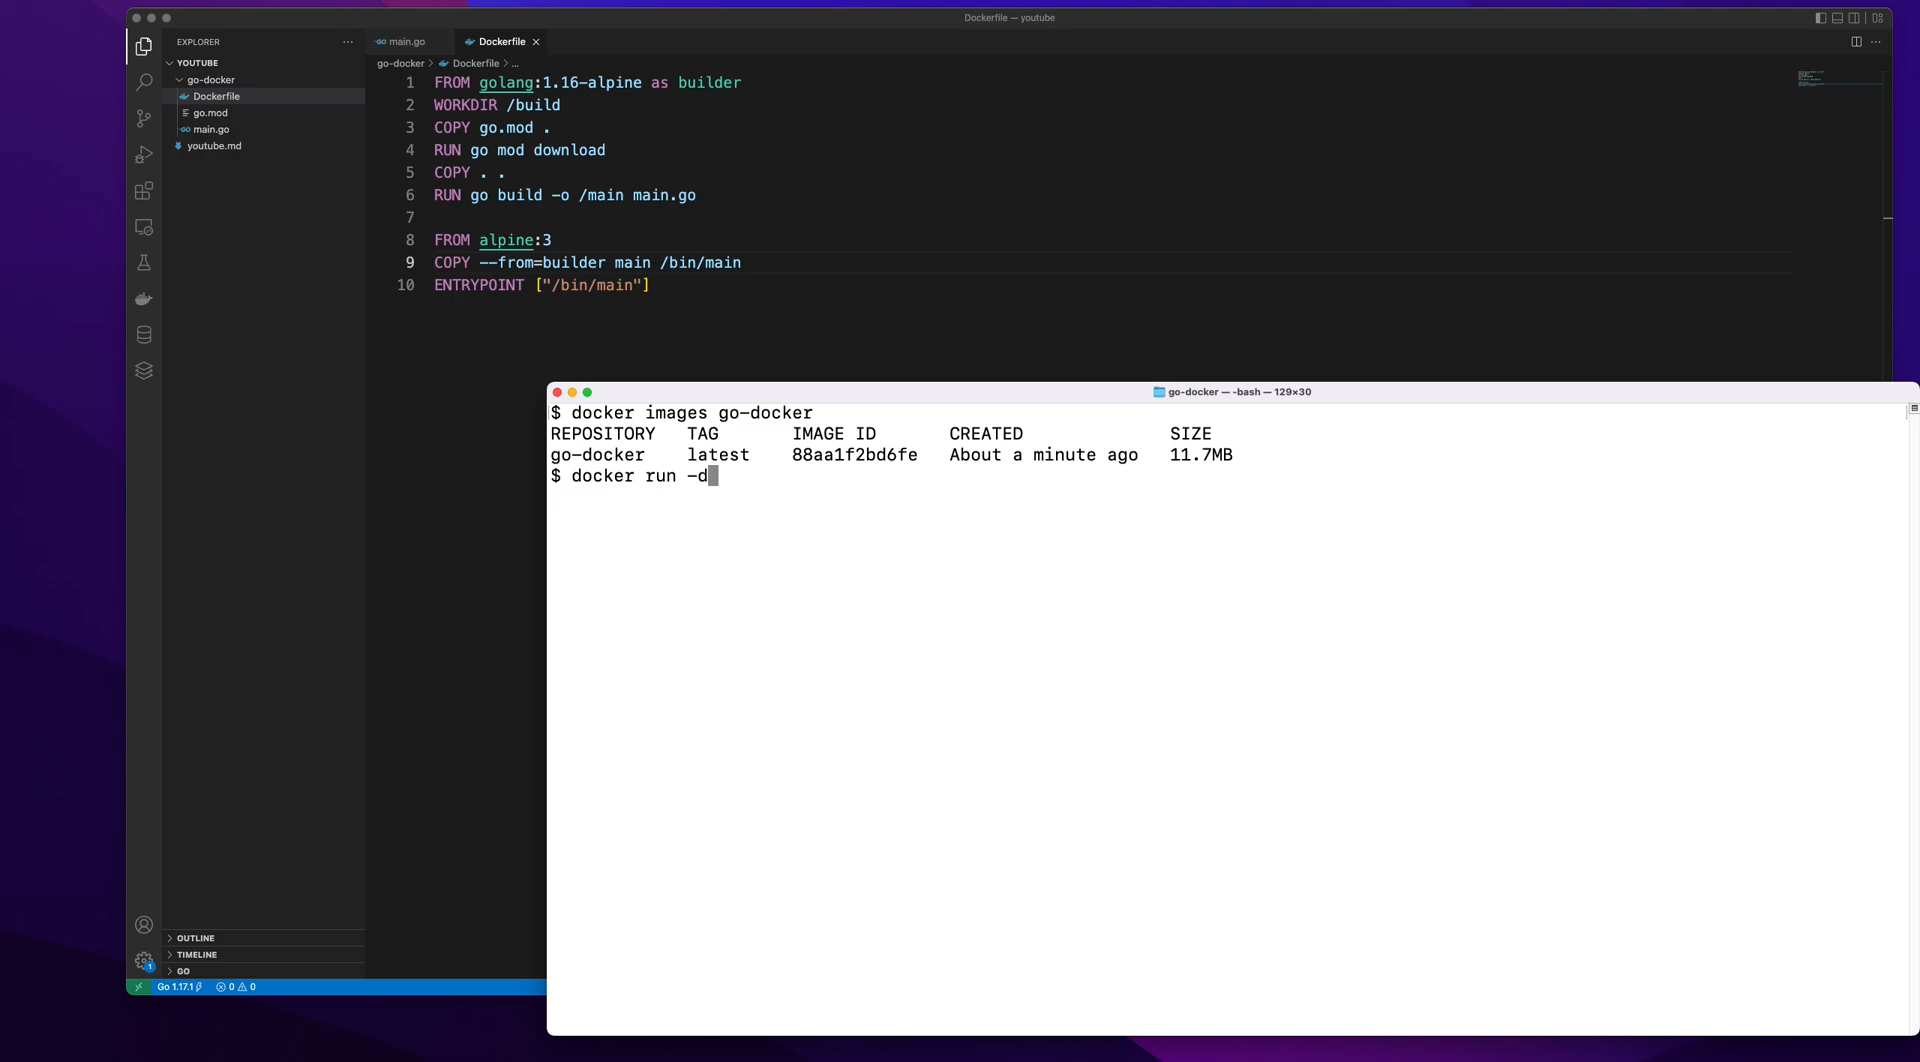 Dockerfile — youtube
EXPLORER
main.go
Dockerfile
YOUTUBE
go-docker > Dockerfile > ...
go-docker
Dockerfile
go.mod
main.go
youtube.md
1 FROM golang:1.16-alpine as builder
2 WORKDIR /build
3 COPY go.mod .
4 RUN go mod download
5 COPY . .
6 RUN go build -o /main main.go
7
8 FROM alpine:3
9 COPY --from=builder main /bin/main
10 ENTRYPOINT ["/bin/main"]
go-docker — -bash — 129×30
$ docker images go-docker
REPOSITORY TAG IMAGE ID CREATED SIZE
go-docker latest 88aa1f2bd6fe About a minute ago 11.7MB
$ docker run -d
OUTLINE
TIMELINE
GO
1
Go 1.17.1 0 0